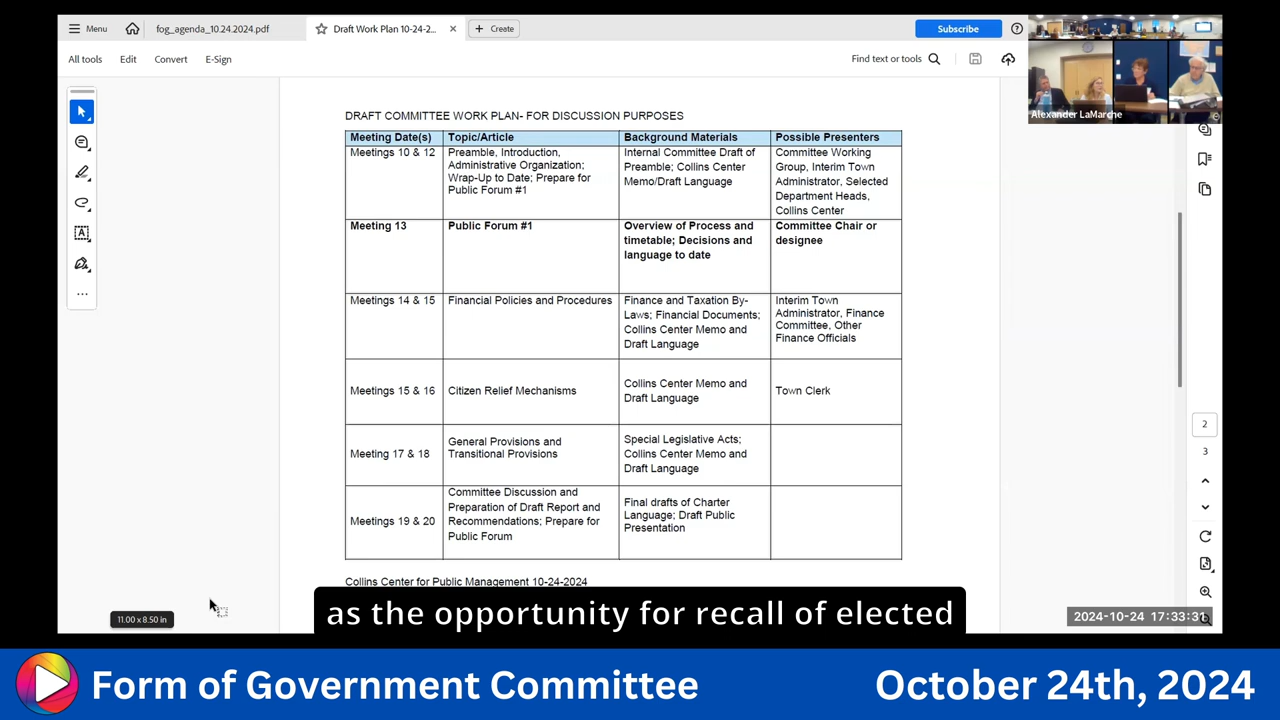 Menu
fog_agenda_10.24.2024.pdf
Draft Work Plan 10-24-2...
Create
Subscribe
All tools Edit Convert E-Sign
Find text or tools
Alexander LaMarche
DRAFT COMMITTEE WORK PLAN- FOR DISCUSSION PURPOSES
Meeting Date(s) Topic/Article Background Materials Possible Presenters
Meetings 10 & 12
Preamble, Introduction,
Administrative Organization;
Wrap-Up to Date; Prepare for
Public Forum #1
Internal Committee Draft of
Preamble; Collins Center
Memo/Draft Language
Committee Working
Group, Interim Town
Administrator, Selected
Department Heads,
Collins Center
Meeting 13
Public Forum #1
Overview of Process and
timetable; Decisions and
language to date
Committee Chair or
designee
Meetings 14 & 15
Financial Policies and Procedures
Finance and Taxation By-
Laws; Financial Documents;
Collins Center Memo and
Draft Language
Interim Town
Administrator, Finance
Committee, Other
Finance Officials
Meetings 15 & 16
Citizen Relief Mechanisms
Collins Center Memo and
Draft Language
Town Clerk
Meeting 17 & 18
General Provisions and
Transitional Provisions
Special Legislative Acts;
Collins Center Memo and
Draft Language
Meetings 19 & 20
Committee Discussion and
Preparation of Draft Report and
Recommendations; Prepare for
Public Forum
Final drafts of Charter
Language; Draft Public
Presentation
Collins Center for Public Management 10-24-2024
2
3
11.00 x 8.50 in
as the opportunity for recall of elected
2024-10-24 17:33:31
Form of Government Committee
October 24th, 2024